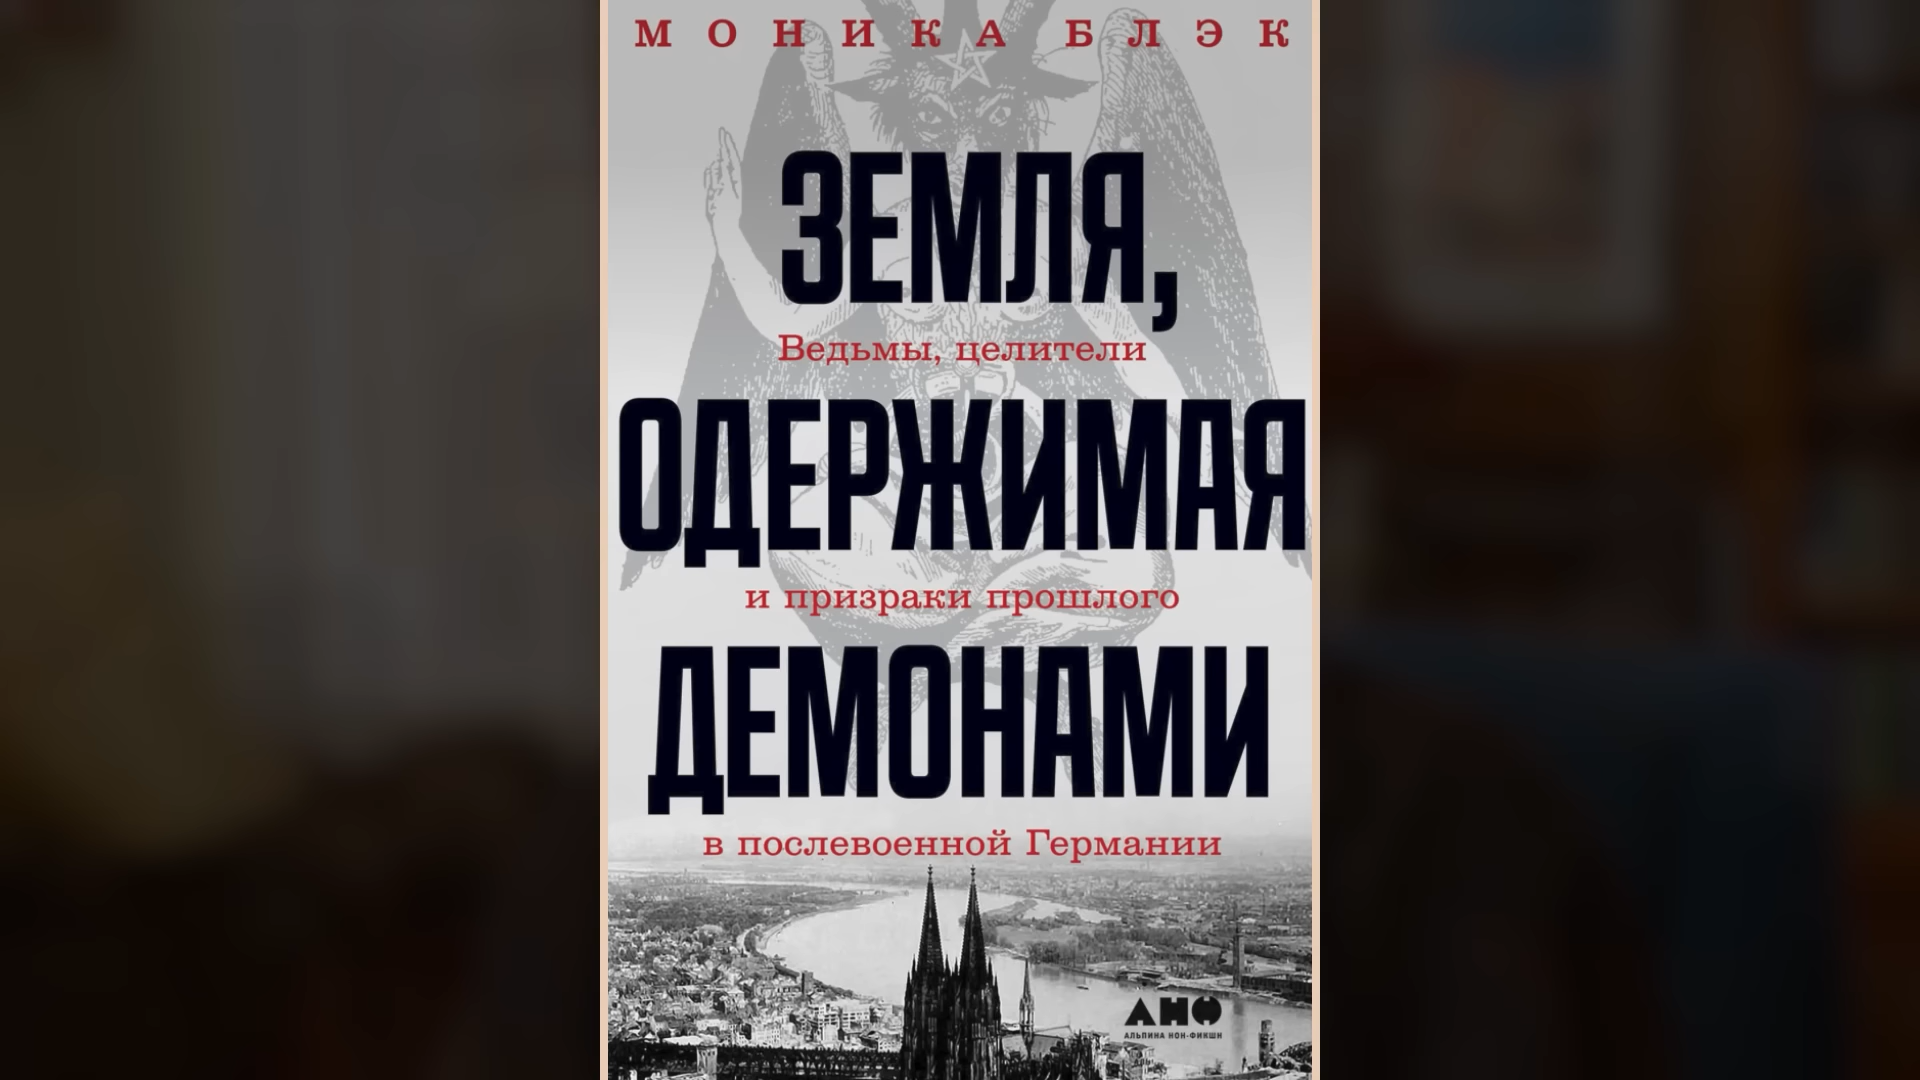 МОНИКА БЛЭК
ЗЕМЛЯ,
Ведьмы, целители
ОДЕРЖИМАЯ
и призраки прошлого
ДЕМОНАМИ
в послевоенной Германии
АНФ
АЛЬПИНА НОН-ФИКШН